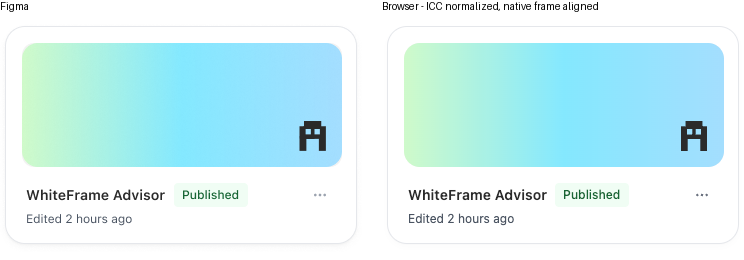 Figma
Browser - ICC normalized, native frame aligned
WhiteFrame Advisor Published ...
Edited 2 hours ago
WhiteFrame Advisor Published ...
Edited 2 hours ago